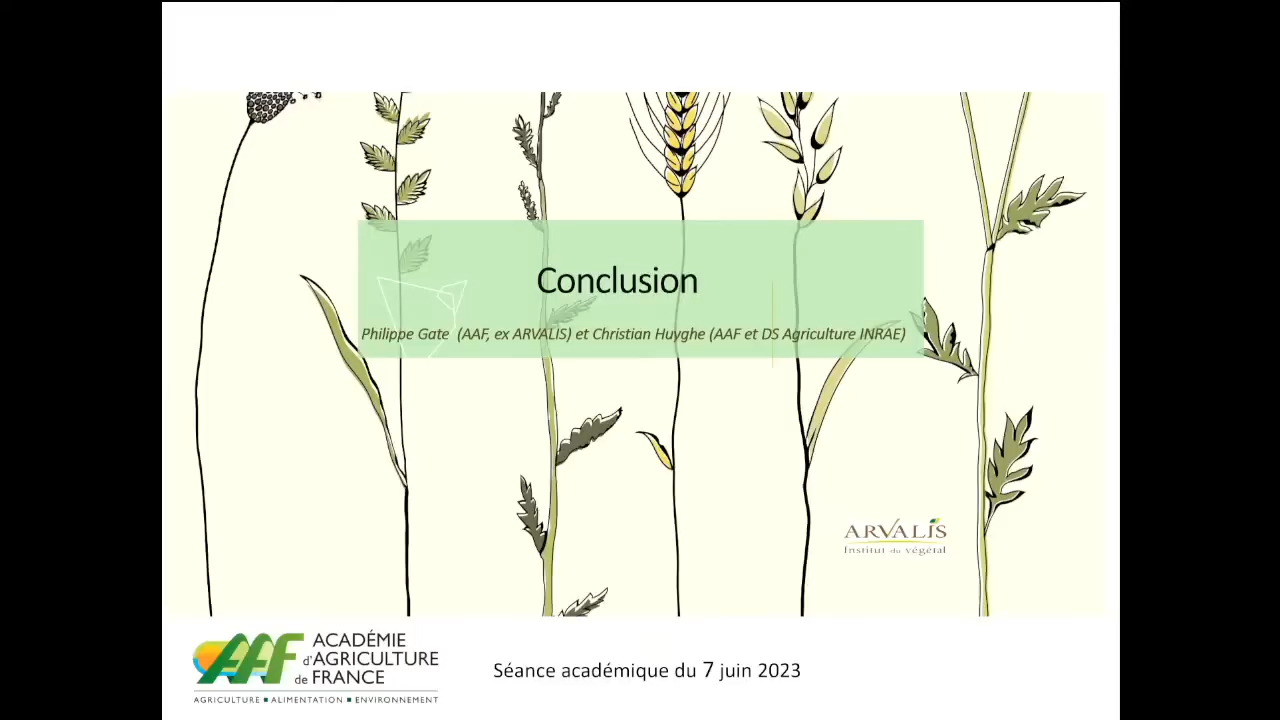 Conclusion
Philippe Gate (AAF, ex ARVALIS) et Christian Huyghe (AAF et DS Agriculture INRAE)
ARVALIS
Institut du végétal
AAF
ACADÉMIE
d'AGRICULTURE
de FRANCE
AGRICULTURE ■ ALIMENTATION ■ ENVIRONNEMENT
Séance académique du 7 juin 2023